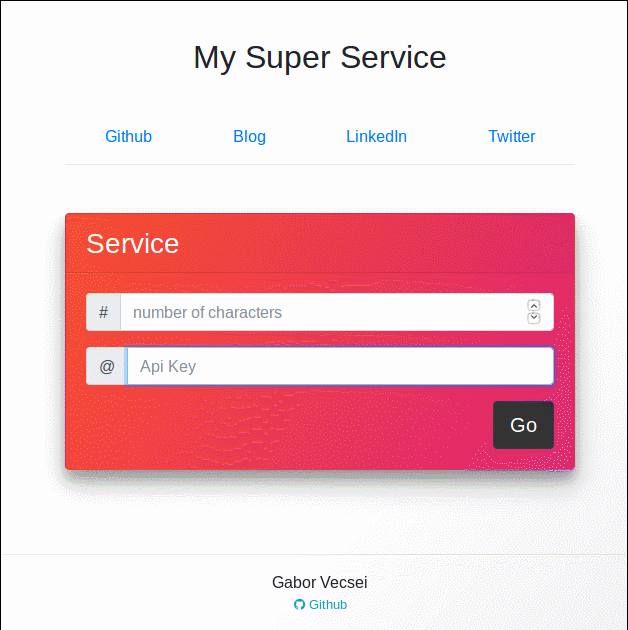 My Super Service
Github Blog LinkedIn Twitter
Service
# number of characters
@ Api Key
Go
Gabor Vecsei
Github